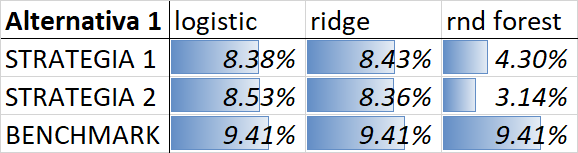 Alternativa 1 logistic ridge rnd forest
STRATEGIA 1 8.38% 8.43% 4.30%
STRATEGIA 2 8.53% 8.36% 3.14%
BENCHMARK 9.41% 9.41% 9.41%